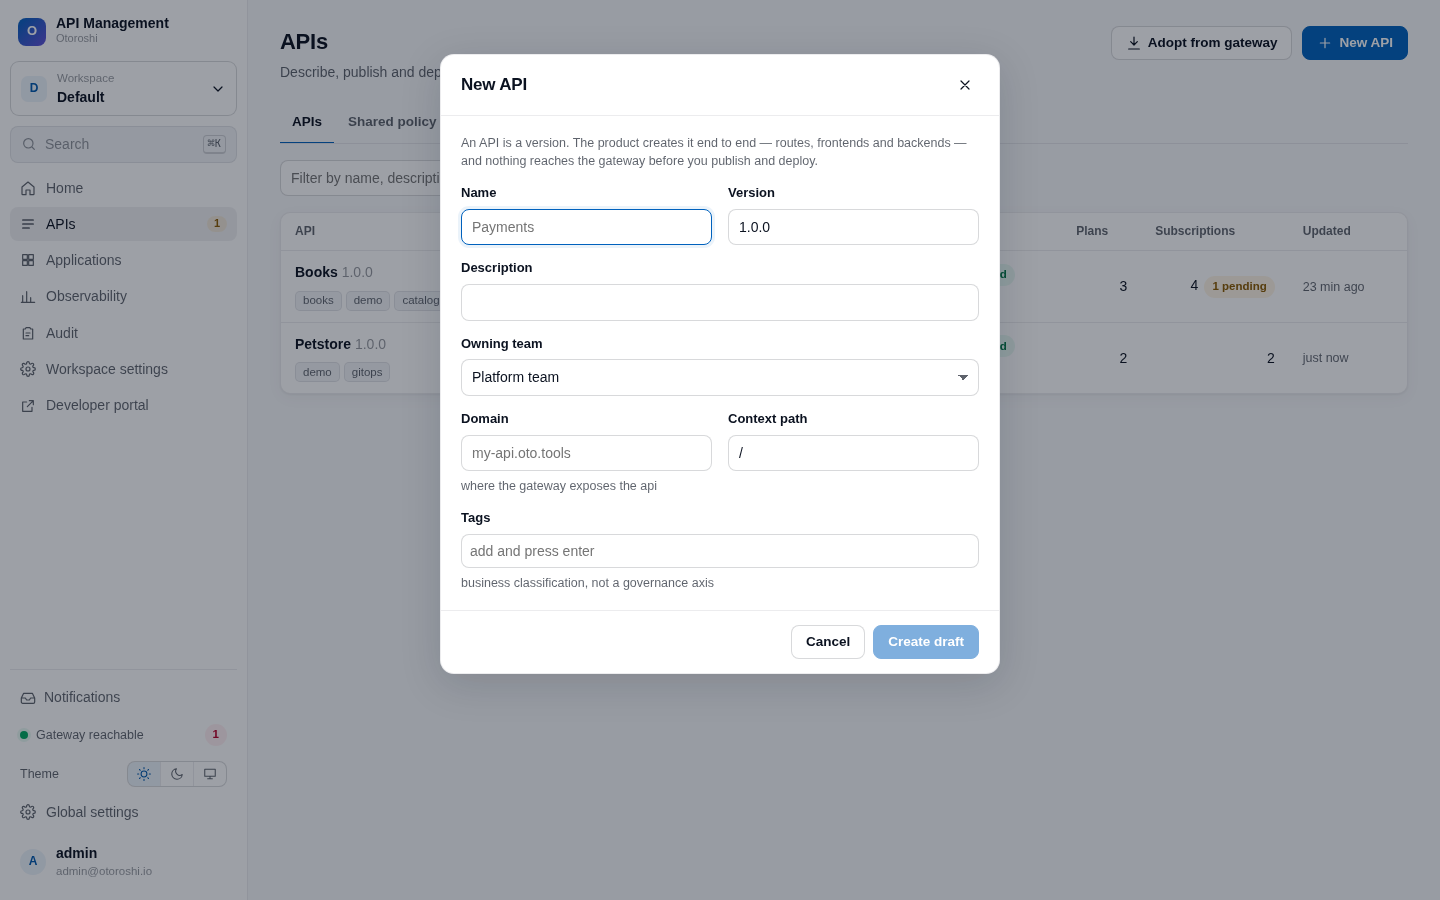 O
API Management
Otoroshi
Workspace
D
Default
Search
⌘K
Home
APIs
1
Applications
Observability
Audit
Workspace settings
Developer portal
Notifications
Gateway reachable
1
Theme
Global settings
A
admin
admin@otoroshi.io
APIs
Describe, publish and dep
Adopt from gateway
New API
APIs
Shared policy
Filter by name, descripti
API
Plans
Subscriptions
Updated
Books 1.0.0
books
demo
catalog
d
3
4
1 pending
23 min ago
Petstore 1.0.0
demo
gitops
d
2
2
just now
New API
An API is a version. The product creates it end to end — routes, frontends and backends —
and nothing reaches the gateway before you publish and deploy.
Name
Version
Payments
1.0.0
Description
Owning team
Platform team
Domain
Context path
my-api.oto.tools
/
where the gateway exposes the api
Tags
add and press enter
business classification, not a governance axis
Cancel
Create draft